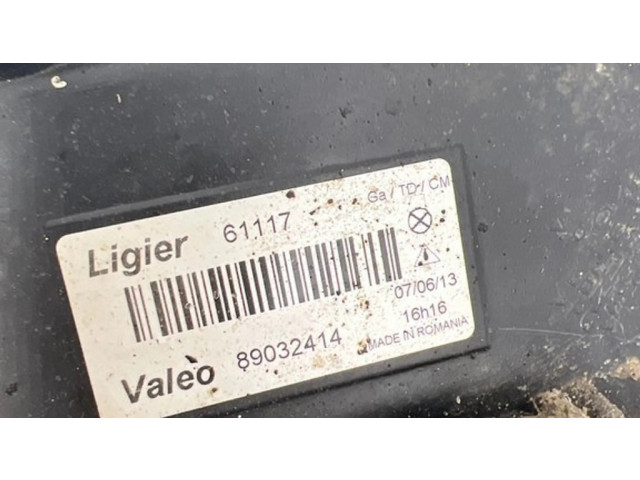 Ligier 61117 Ga / TD / CM
07/06/13
16h16
Valeo 89032414 MADE IN ROMANIA